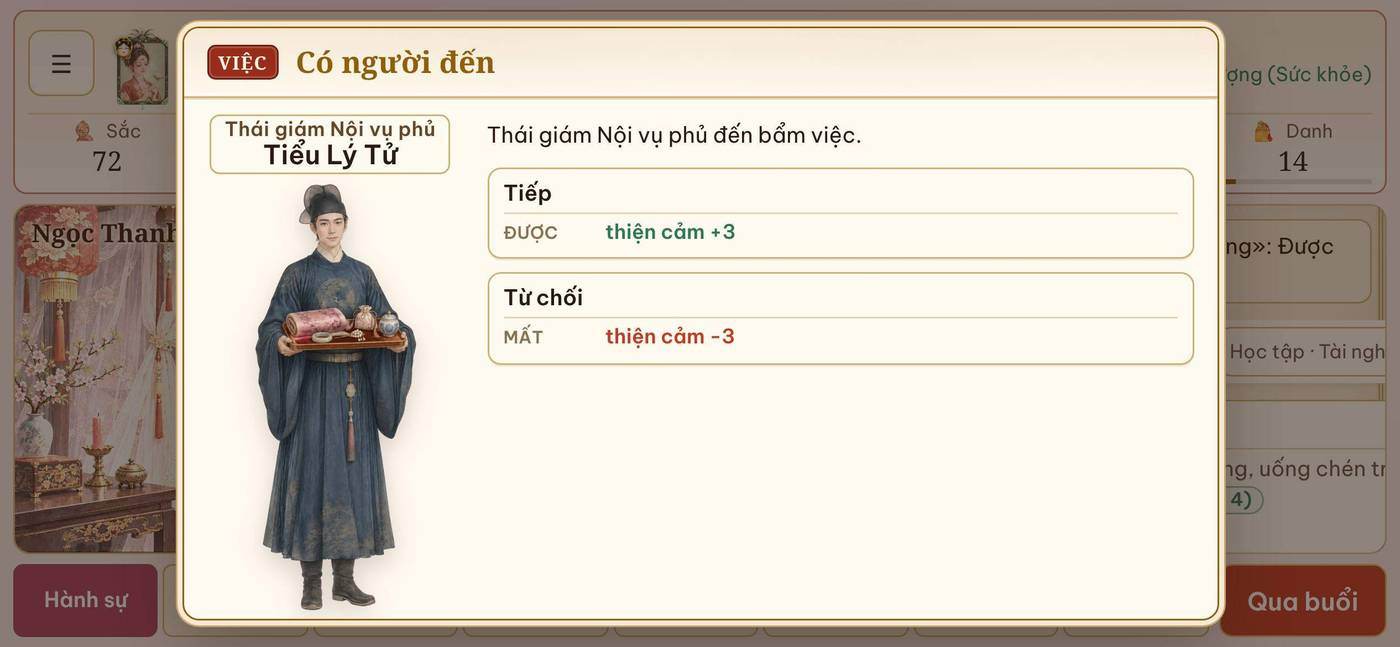 VIỆC Có người đến
ợng (Sức khỏe)
Sắc
72
Danh
14
Thái giám Nội vụ phủ
Tiểu Lý Tử
Thái giám Nội vụ phủ đến bẩm việc.
Tiếp
ĐƯỢC thiện cảm +3
Từ chối
MẤT thiện cảm -3
Ngọc Thanh
ng»: Được
Học tập · Tài ngh
ng, uống chén tr
4)
Hành sự
Qua buổi